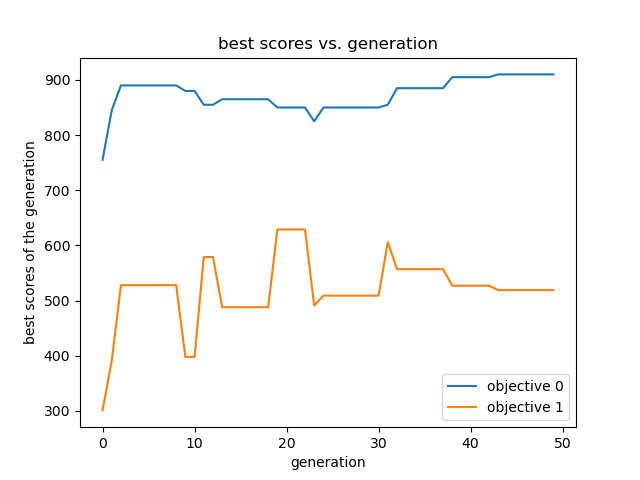 best scores vs. generation
best scores of the generation
900
800
700
600
500
400
300
0
10
20
30
40
50
generation
objective 0
objective 1